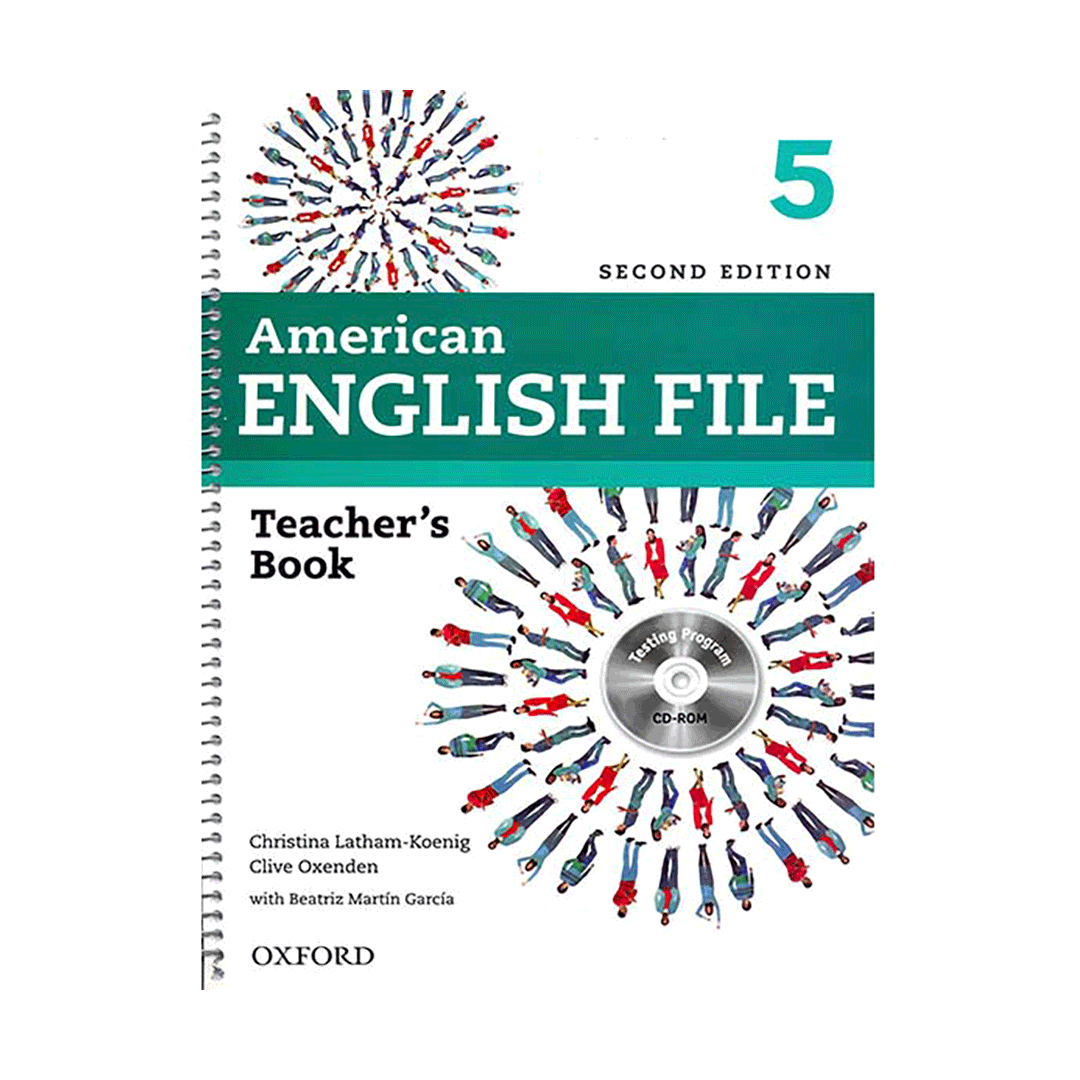 5
SECOND EDITION
American
ENGLISH FILE
Teacher's
Book
Testing Program
CD-ROM
Christina Latham-Koenig
Clive Oxenden
with Beatriz Martín García
OXFORD